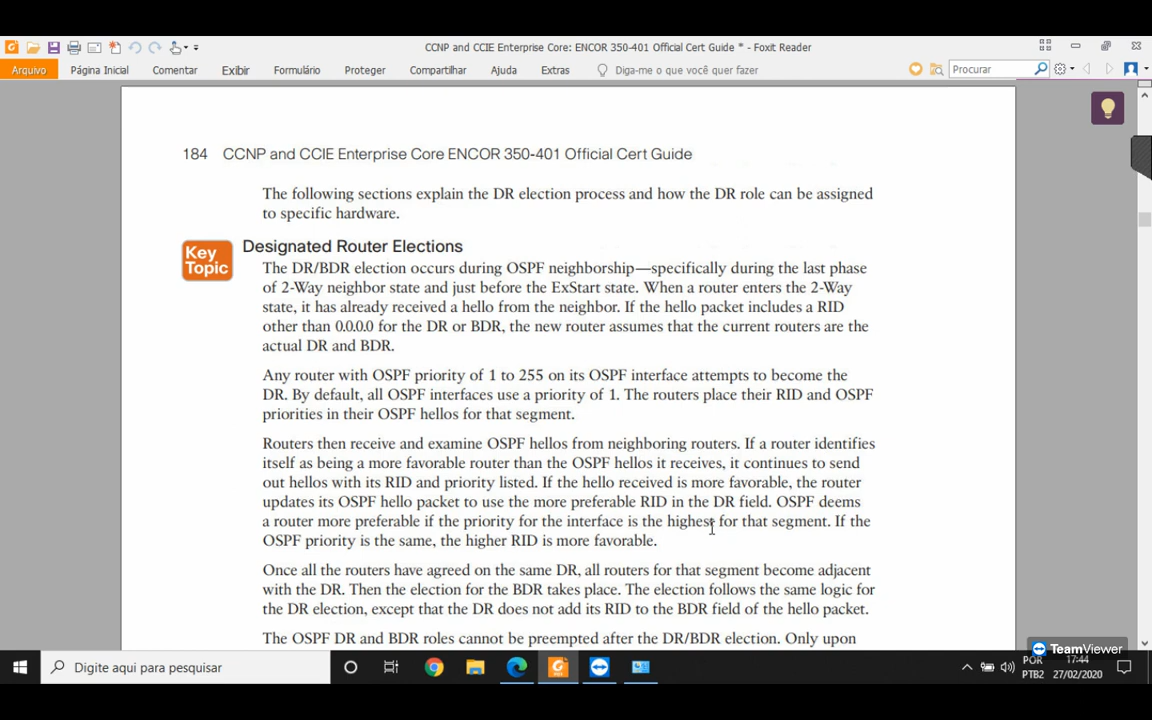 CCNP and CCIE Enterprise Core: ENCOR 350-401 Official Cert Guide * - Foxit Reader
Arquivo Página Inicial Comentar Exibir Formulário Proteger Compartilhar Ajuda Extras Diga-me o que você quer fazer Procurar
184 CCNP and CCIE Enterprise Core ENCOR 350-401 Official Cert Guide
The following sections explain the DR election process and how the DR role can be assigned
to specific hardware.
Key
Topic
Designated Router Elections
The DR/BDR election occurs during OSPF neighborship—specifically during the last phase
of 2-Way neighbor state and just before the ExStart state. When a router enters the 2-Way
state, it has already received a hello from the neighbor. If the hello packet includes a RID
other than 0.0.0.0 for the DR or BDR, the new router assumes that the current routers are the
actual DR and BDR.
Any router with OSPF priority of 1 to 255 on its OSPF interface attempts to become the
DR. By default, all OSPF interfaces use a priority of 1. The routers place their RID and OSPF
priorities in their OSPF hellos for that segment.
Routers then receive and examine OSPF hellos from neighboring routers. If a router identifies
itself as being a more favorable router than the OSPF hellos it receives, it continues to send
out hellos with its RID and priority listed. If the hello received is more favorable, the router
updates its OSPF hello packet to use the more preferable RID in the DR field. OSPF deems
a router more preferable if the priority for the interface is the highest for that segment. If the
OSPF priority is the same, the higher RID is more favorable.
Once all the routers have agreed on the same DR, all routers for that segment become adjacent
with the DR. Then the election for the BDR takes place. The election follows the same logic for
the DR election, except that the DR does not add its RID to the BDR field of the hello packet.
The OSPF DR and BDR roles cannot be preempted after the DR/BDR election. Only upon
TeamViewer
Digite aqui para pesquisar
POR
PTB2
17:44
27/02/2020